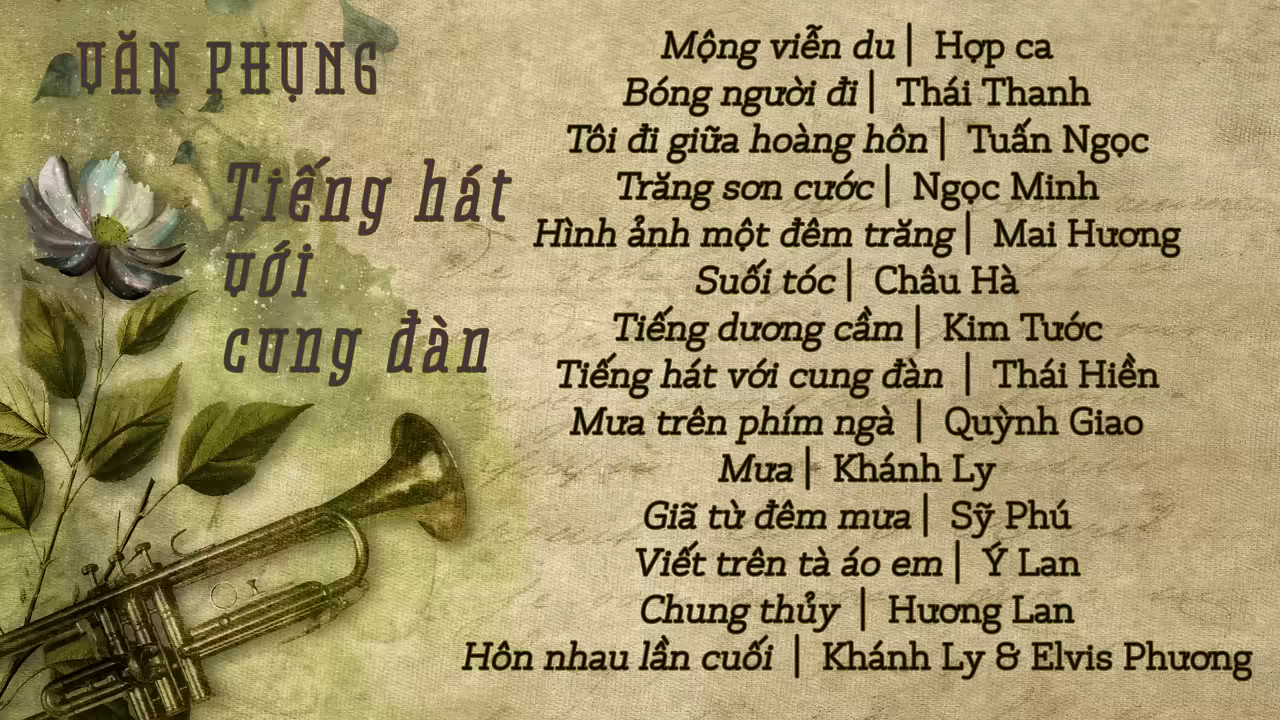 VĂN PHỤNG
Tiếng hát
với
cung đàn
Mộng viễn du | Hợp ca
Bóng người đi | Thái Thanh
Tôi đi giữa hoàng hôn | Tuấn Ngọc
Trăng sơn cước | Ngọc Minh
Hình ảnh một đêm trăng | Mai Hương
Suối tóc | Châu Hà
Tiếng dương cầm | Kim Tước
Tiếng hát với cung đàn | Thái Hiền
Mưa trên phím ngà | Quỳnh Giao
Mưa | Khánh Ly
Giã từ đêm mưa | Sỹ Phú
Viết trên tà áo em | Ý Lan
Chung thủy | Hương Lan
Hôn nhau lần cuối | Khánh Ly & Elvis Phương